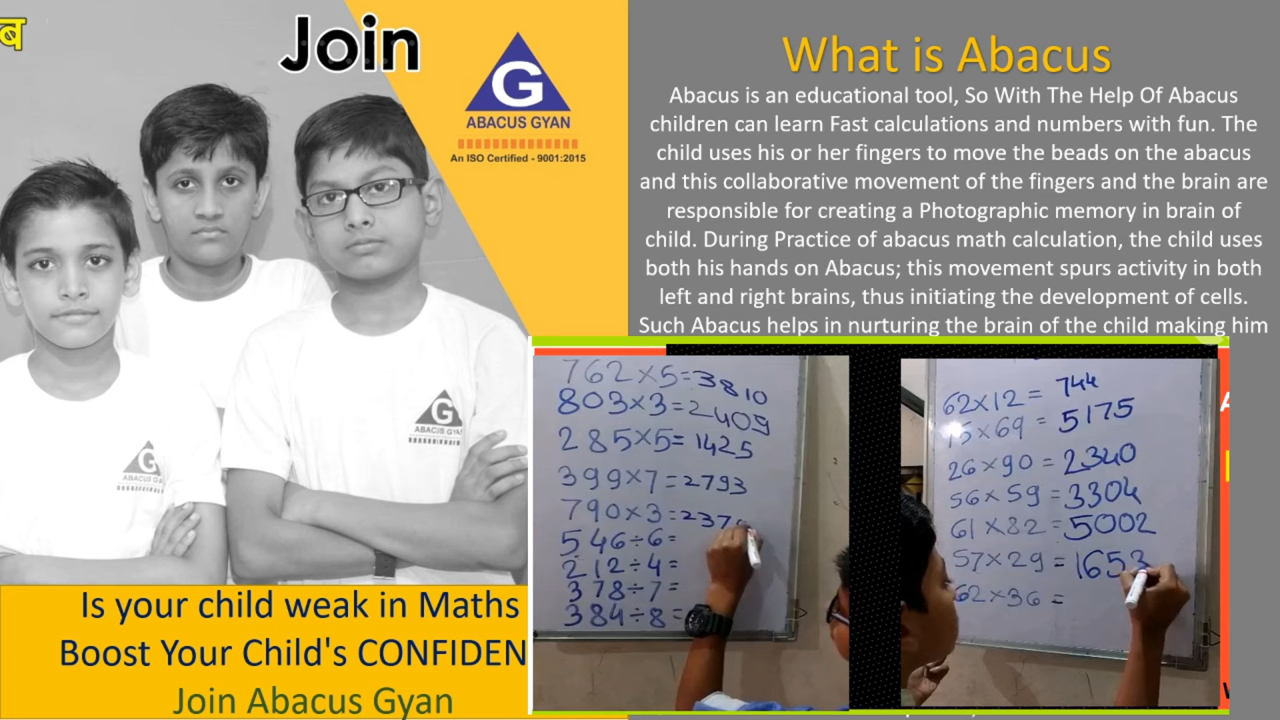 ब
Join
G
ABACUS GYAN
An ISO Certified - 9001:2015
ABACUS GYAN
ABACUS GYAN
Is your child weak in Maths
Boost Your Child's CONFIDEN
Join Abacus Gyan
What is Abacus
Abacus is an educational tool, So With The Help Of Abacus
children can learn Fast calculations and numbers with fun. The
child uses his or her fingers to move the beads on the abacus
and this collaborative movement of the fingers and the brain are
responsible for creating a Photographic memory in brain of
child. During Practice of abacus math calculation, the child uses
both his hands on Abacus; this movement spurs activity in both
left and right brains, thus initiating the development of cells.
Such Abacus helps in nurturing the brain of the child making him
762×5=3810
803×3=2409
285×5=1425
399×7=2793
790×3=237
546÷6=
212÷4=
378÷7=
384÷8=
62×12= 744
5×69= 5175
26×90=2340
56×59=3304
61×82=5002
57×29=1653
62×36=